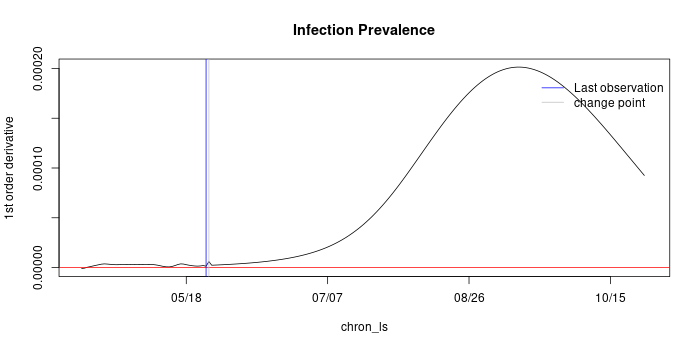 Infection Prevalence
1st order derivative
0.00020
0.00010
0.00000
Last observation
change point
05/18 07/07 08/26 10/15
chron_ls